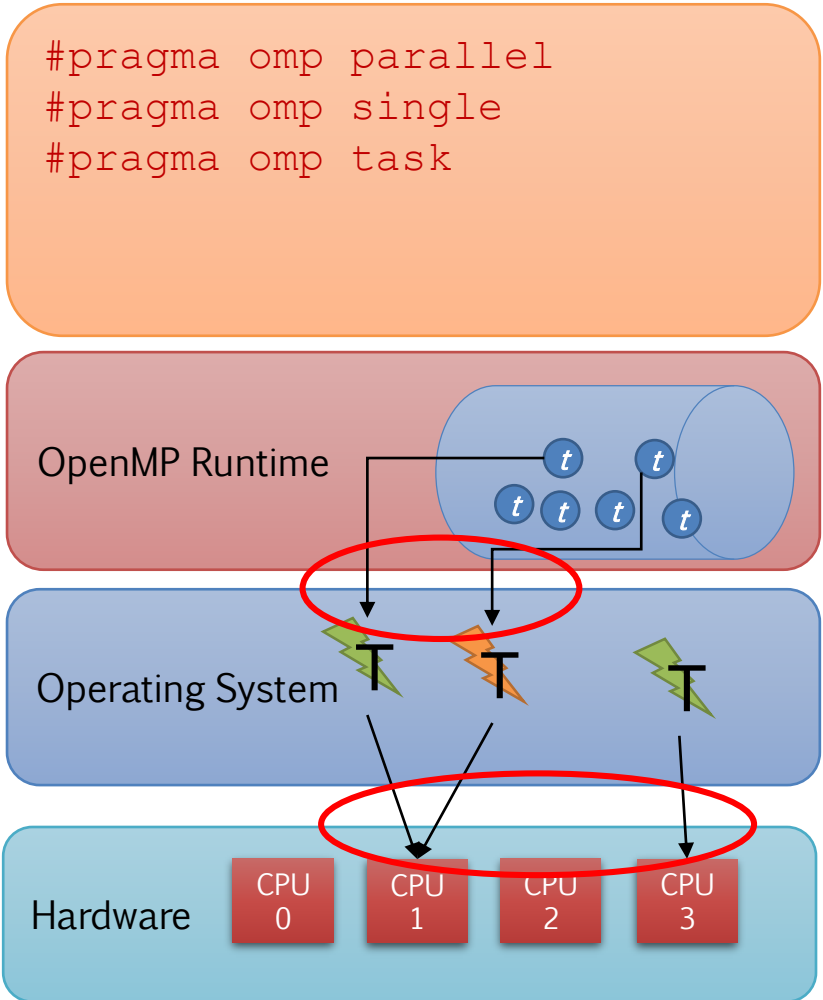 #pragma omp parallel
#pragma omp single
#pragma omp task
OpenMP Runtime
t t
t t t t
Operating System
T T T
Hardware
CPU 0
CPU 1
CPU 2
CPU 3